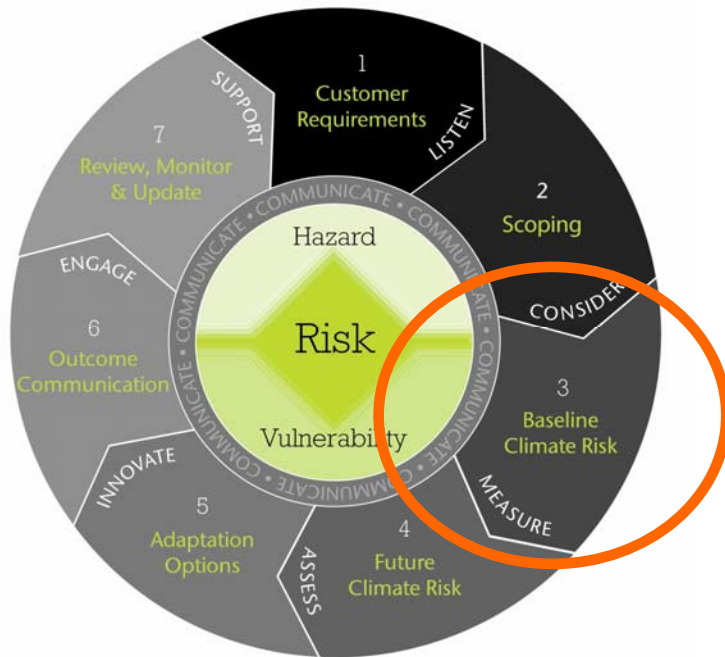 1
Customer
Requirements
LISTEN
2
Scoping
CONSIDER
3
Baseline
Climate Risk
MEASURE
4
Future
Climate Risk
ASSESS
5
Adaptation
Options
INNOVATE
6
Outcome
Communication
ENGAGE
7
Review, Monitor
& Update
SUPPORT
COMMUNICATE • COMMUNICATE • COMMUNICATE • COMMUNICATE • COMMUNICATE • COMMUNICATE • COMMUNICATE •
Hazard
Risk
Vulnerability